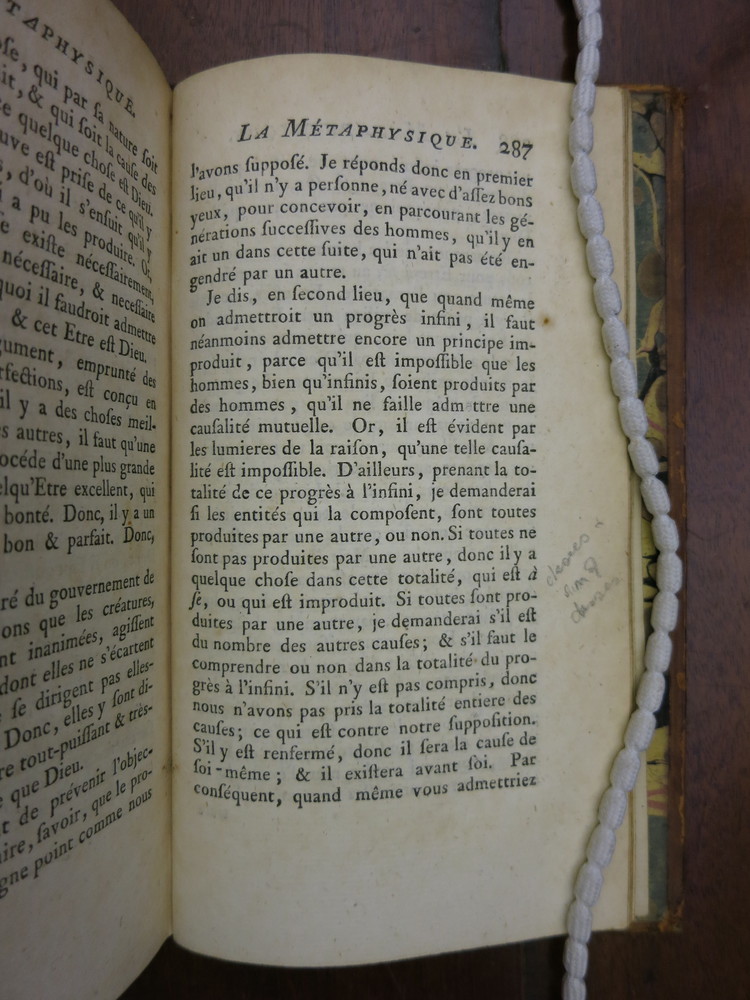 TAPHYSIQUE.
ose, qui par sa nature soit
it, & qui soit la cause des
e quelque chose est Dieu.
uve est prise de ce qu'il y
, d'où il s'ensuit qu'il y
i a pu les produire. Or,
e existe nécessairement,
nécessaire, & necessaire
quoi il faudroit admettre
& cet Etre est Dieu.
gument, emprunté des
rfections, est conçu en
il y a des choses meil-
s autres, il faut qu'une
océde d'une plus grande
elqu'Etre excellent, qui
bonté. Donc, il y a un
bon & parfait. Donc,
ré du gouvernement de
ons que les créatures,
nt inanimées, agissent
dont elles ne s'écartent
se dirigent pas elles-
Donc, elles y sont di-
re tout-puissant & très-
e que Dieu.
t de prévenir l'objec-
ire, savoir, que le pro-
gne point comme nous
LA MÉTAPHYSIQUE. 287
l'avons supposé. Je réponds donc en premier
lieu, qu'il n'y a personne, né avec d'assez bons
yeux, pour concevoir, en parcourant les gé-
nérations successives des hommes, qu'il y en
ait un dans cette suite, qui n'ait pas été en-
gendré par un autre.
Je dis, en second lieu, que quand même
on admettroit un progrès infini, il faut
néanmoins admettre encore un principe im-
produit, parce qu'il est impossible que les
hommes, bien qu'infinis, soient produits par
des hommes, qu'il ne faille adm ttre une
causalité mutuelle. Or, il est évident par
les lumieres de la raison, qu'une telle causa-
lité est impossible. D'ailleurs, prenant la to-
talité de ce progrès à l'infini, je demanderai
si les entités qui la composent, sont toutes
produites par une autre, ou non. Si toutes ne
sont pas produites par une autre, donc il y a
quelque chose dans cette totalité, qui est à
se, ou qui est improduit. Si toutes sont pro-
duites par une autre, je demanderai s'il est
du nombre des autres causes; & s'il faut le
comprendre ou non dans la totalité du pro-
grès à l'infini. S'il n'y est pas compris, donc
nous n'avons pas pris la totalité entiere des
causes; ce qui est contre notre supposition.
S'il y est renfermé, donc il sera la cause de
soi-même; & il existera avant soi. Par
conséquent, quand même vous admettriez